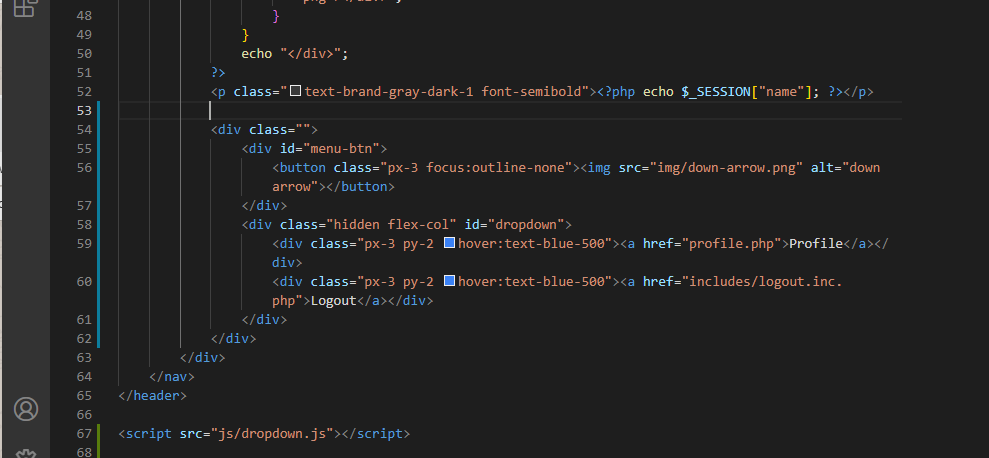 48 }
49 }
50 echo "</div>";
51 ?>
52 <p class="text-brand-gray-dark-1 font-semibold"><?php echo $_SESSION["name"]; ?></p>
53
54 <div class="">
55 <div id="menu-btn">
56 <button class="px-3 focus:outline-none"><img src="img/down-arrow.png" alt="down
arrow"></button>
57 </div>
58 <div class="hidden flex-col" id="dropdown">
59 <div class="px-3 py-2 hover:text-blue-500"><a href="profile.php">Profile</a></
div>
60 <div class="px-3 py-2 hover:text-blue-500"><a href="includes/logout.inc.
php">Logout</a></div>
61 </div>
62 </div>
63 </div>
64 </nav>
65 </header>
66
67 <script src="js/dropdown.js"></script>
68